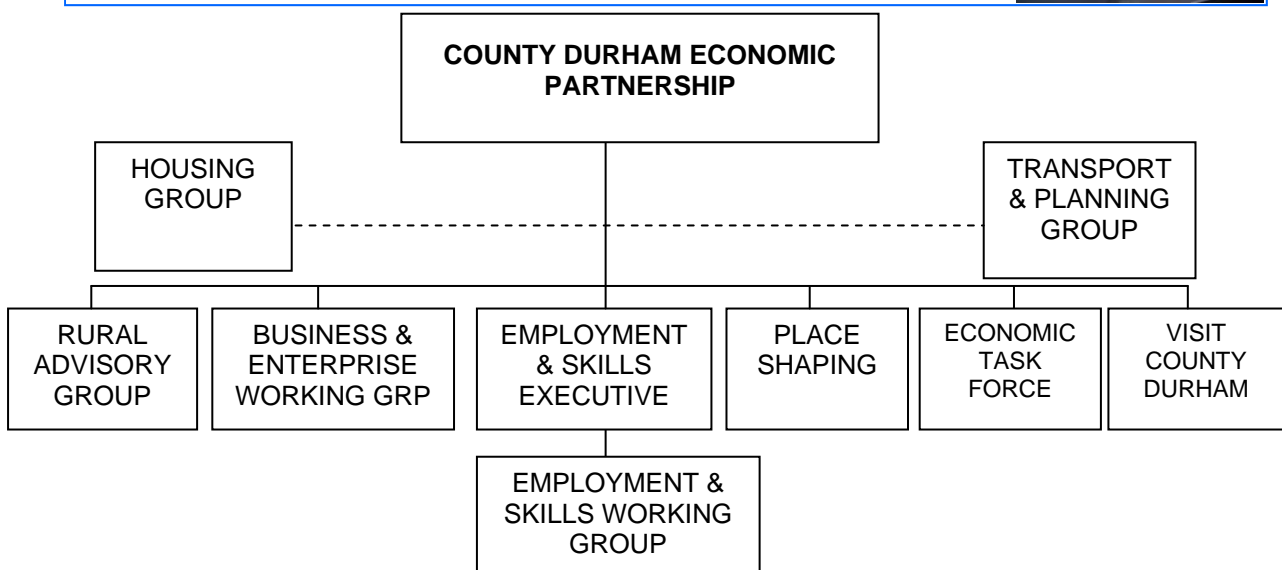 COUNTY DURHAM ECONOMIC
PARTNERSHIP
HOUSING
GROUP
TRANSPORT
& PLANNING
GROUP
RURAL
ADVISORY
GROUP
BUSINESS &
ENTERPRISE
WORKING GRP
EMPLOYMENT
& SKILLS
EXECUTIVE
PLACE
SHAPING
ECONOMIC
TASK
FORCE
VISIT
COUNTY
DURHAM
EMPLOYMENT &
SKILLS WORKING
GROUP